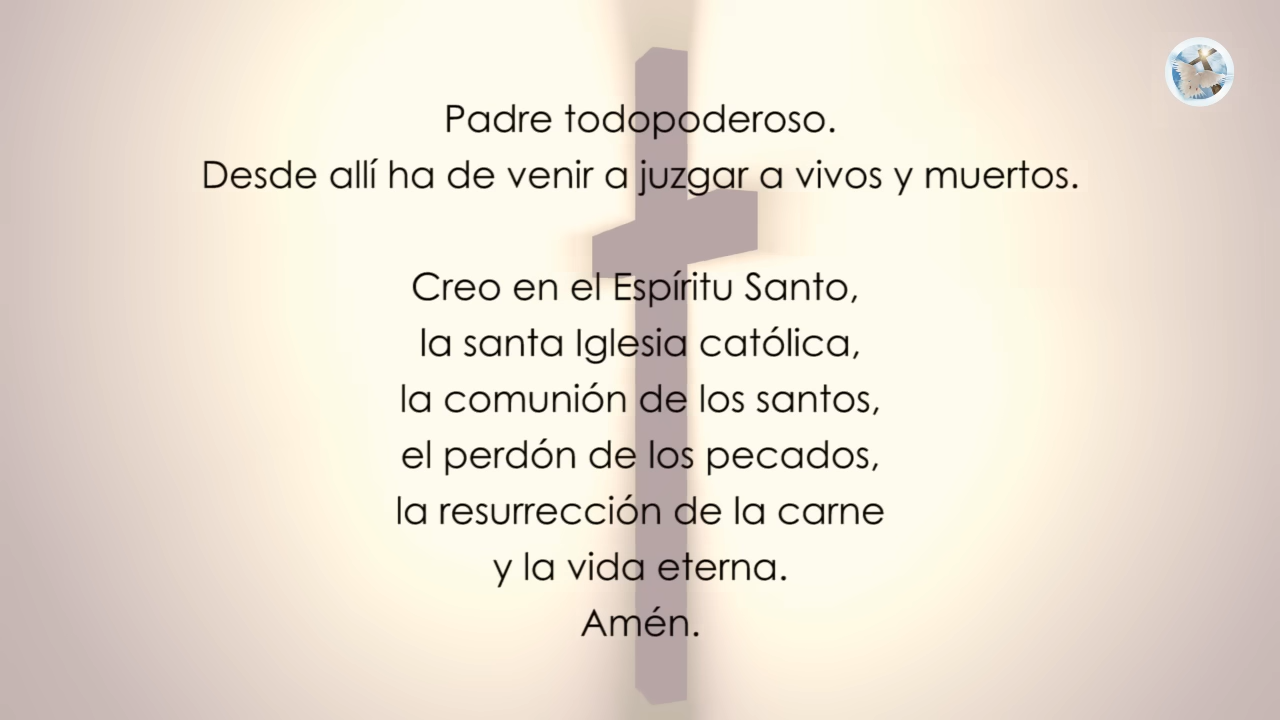 Padre todopoderoso.
Desde allí ha de venir a juzgar a vivos y muertos.
Creo en el Espíritu Santo,
la santa Iglesia católica,
la comunión de los santos,
el perdón de los pecados,
la resurrección de la carne
y la vida eterna.
Amén.